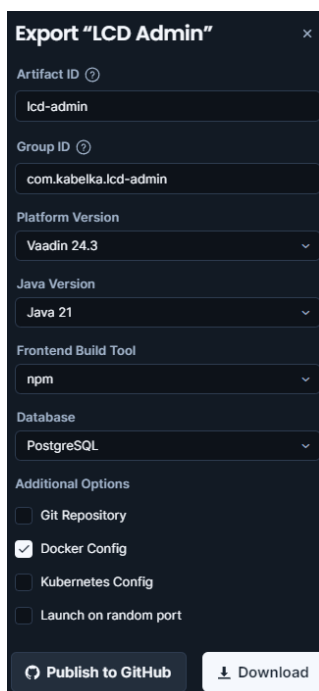 Export “LCD Admin”
Artifact ID
lcd-admin
Group ID
com.kabelka.lcd-admin
Platform Version
Vaadin 24.3
Java Version
Java 21
Frontend Build Tool
npm
Database
PostgreSQL
Additional Options
Git Repository
Docker Config
Kubernetes Config
Launch on random port
Publish to GitHub
Download